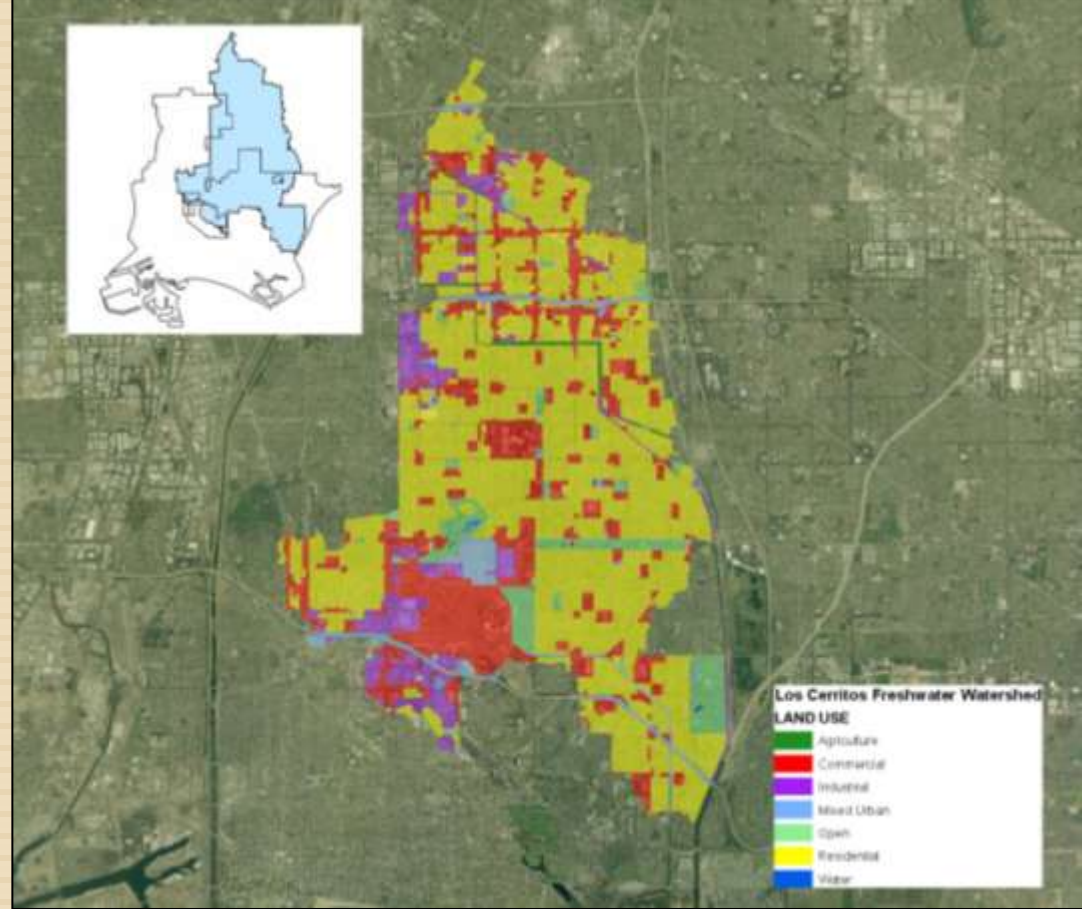 Los Cerritos Freshwater Watershed
LAND USE
Agriculture
Commercial
Industrial
Mixed Urban
Open
Residential
Water